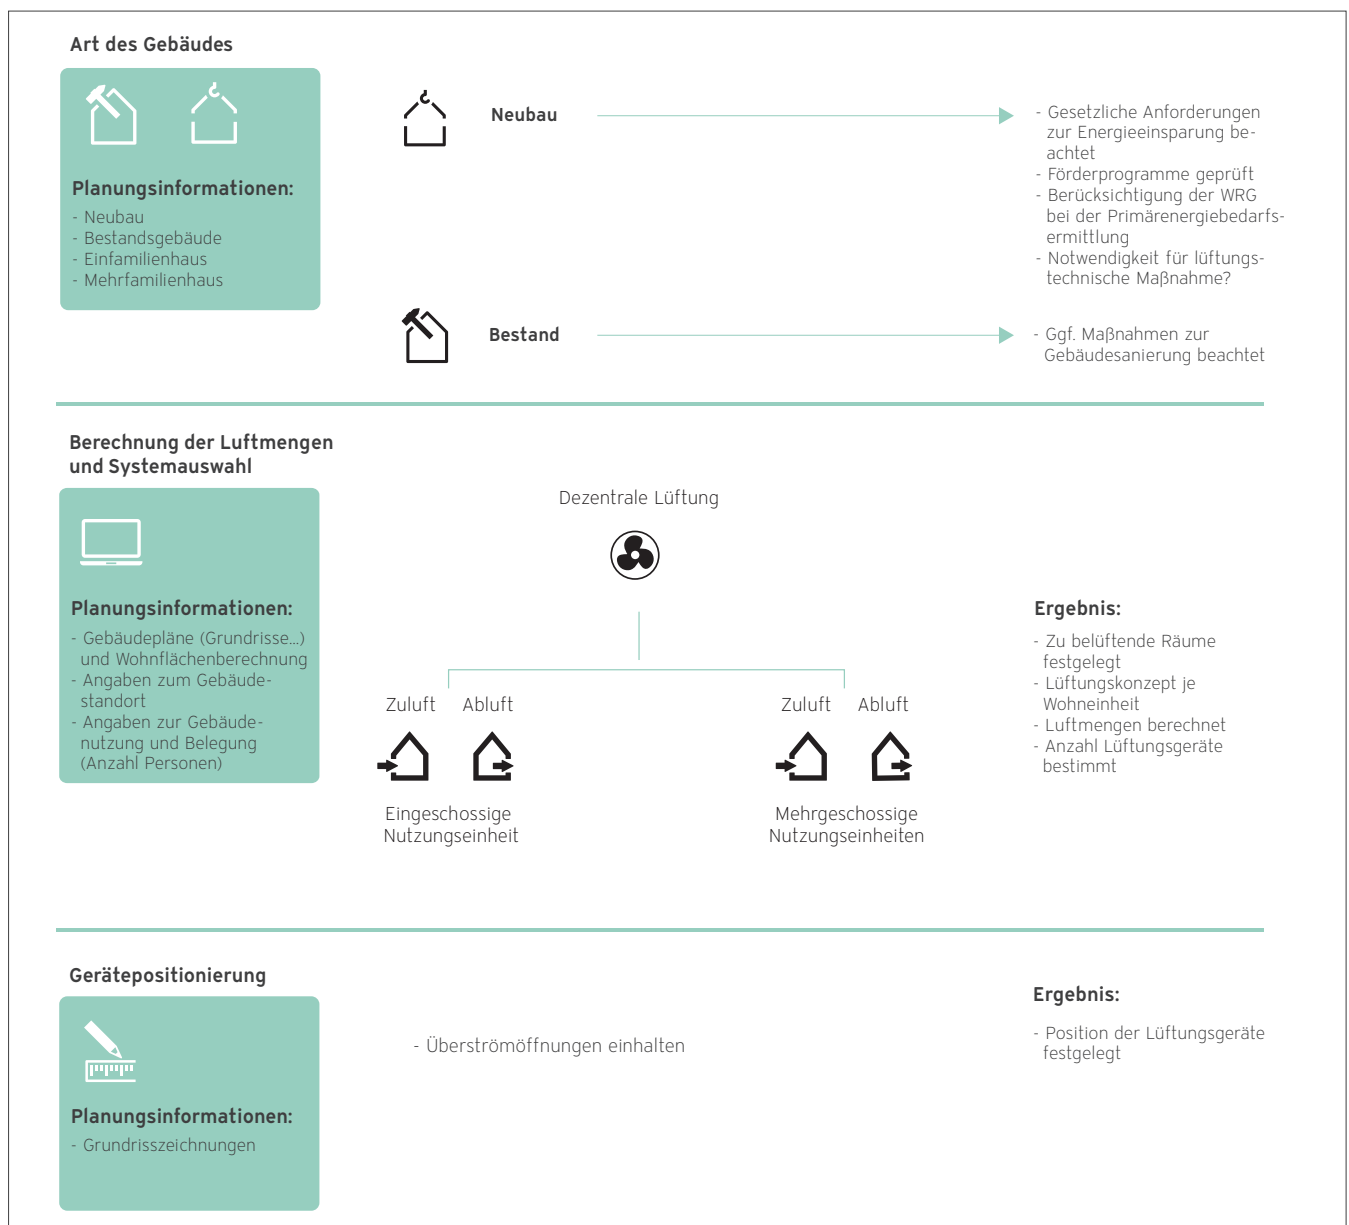 Art des Gebäudes
Planungsinformationen:
- Neubau
- Bestandsgebäude
- Einfamilienhaus
- Mehrfamilienhaus
Neubau
- Gesetzliche Anforderungen
zur Energieeinsparung be-
achtet
- Förderprogramme geprüft
- Berücksichtigung der WRG
bei der Primärenergiebedarfs-
ermittlung
- Notwendigkeit für lüftungs-
technische Maßnahme?
Bestand
- Ggf. Maßnahmen zur
Gebäudesanierung beachtet
Berechnung der Luftmengen
und Systemauswahl
Planungsinformationen:
- Gebäudepläne (Grundrisse...)
und Wohnflächenberechnung
- Angaben zum Gebäude-
standort
- Angaben zur Gebäude-
nutzung und Belegung
(Anzahl Personen)
Dezentrale Lüftung
Zuluft Abluft
Eingeschossige
Nutzungseinheit
Zuluft Abluft
Mehrgeschossige
Nutzungseinheiten
Ergebnis:
- Zu belüftende Räume
festgelegt
- Lüftungskonzept je
Wohneinheit
- Luftmengen berechnet
- Anzahl Lüftungsgeräte
bestimmt
Gerätepositionierung
Planungsinformationen:
- Grundrisszeichnungen
- Überströmöffnungen einhalten
Ergebnis:
- Position der Lüftungsgeräte
festgelegt